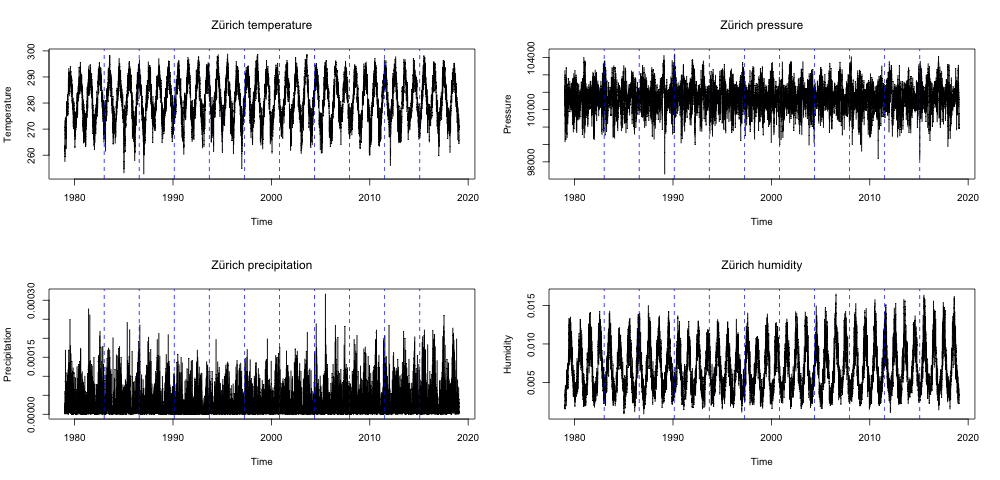 Zürich temperature
Temperature
300
290
280
270
260
1980
1990
2000
2010
2020
Time
Zürich pressure
Pressure
104000
101000
98000
1980
1990
2000
2010
2020
Time
Zürich precipitation
Precipitation
0.00030
0.00015
0.00000
1980
1990
2000
2010
2020
Time
Zürich humidity
Humidity
0.015
0.010
0.005
1980
1990
2000
2010
2020
Time